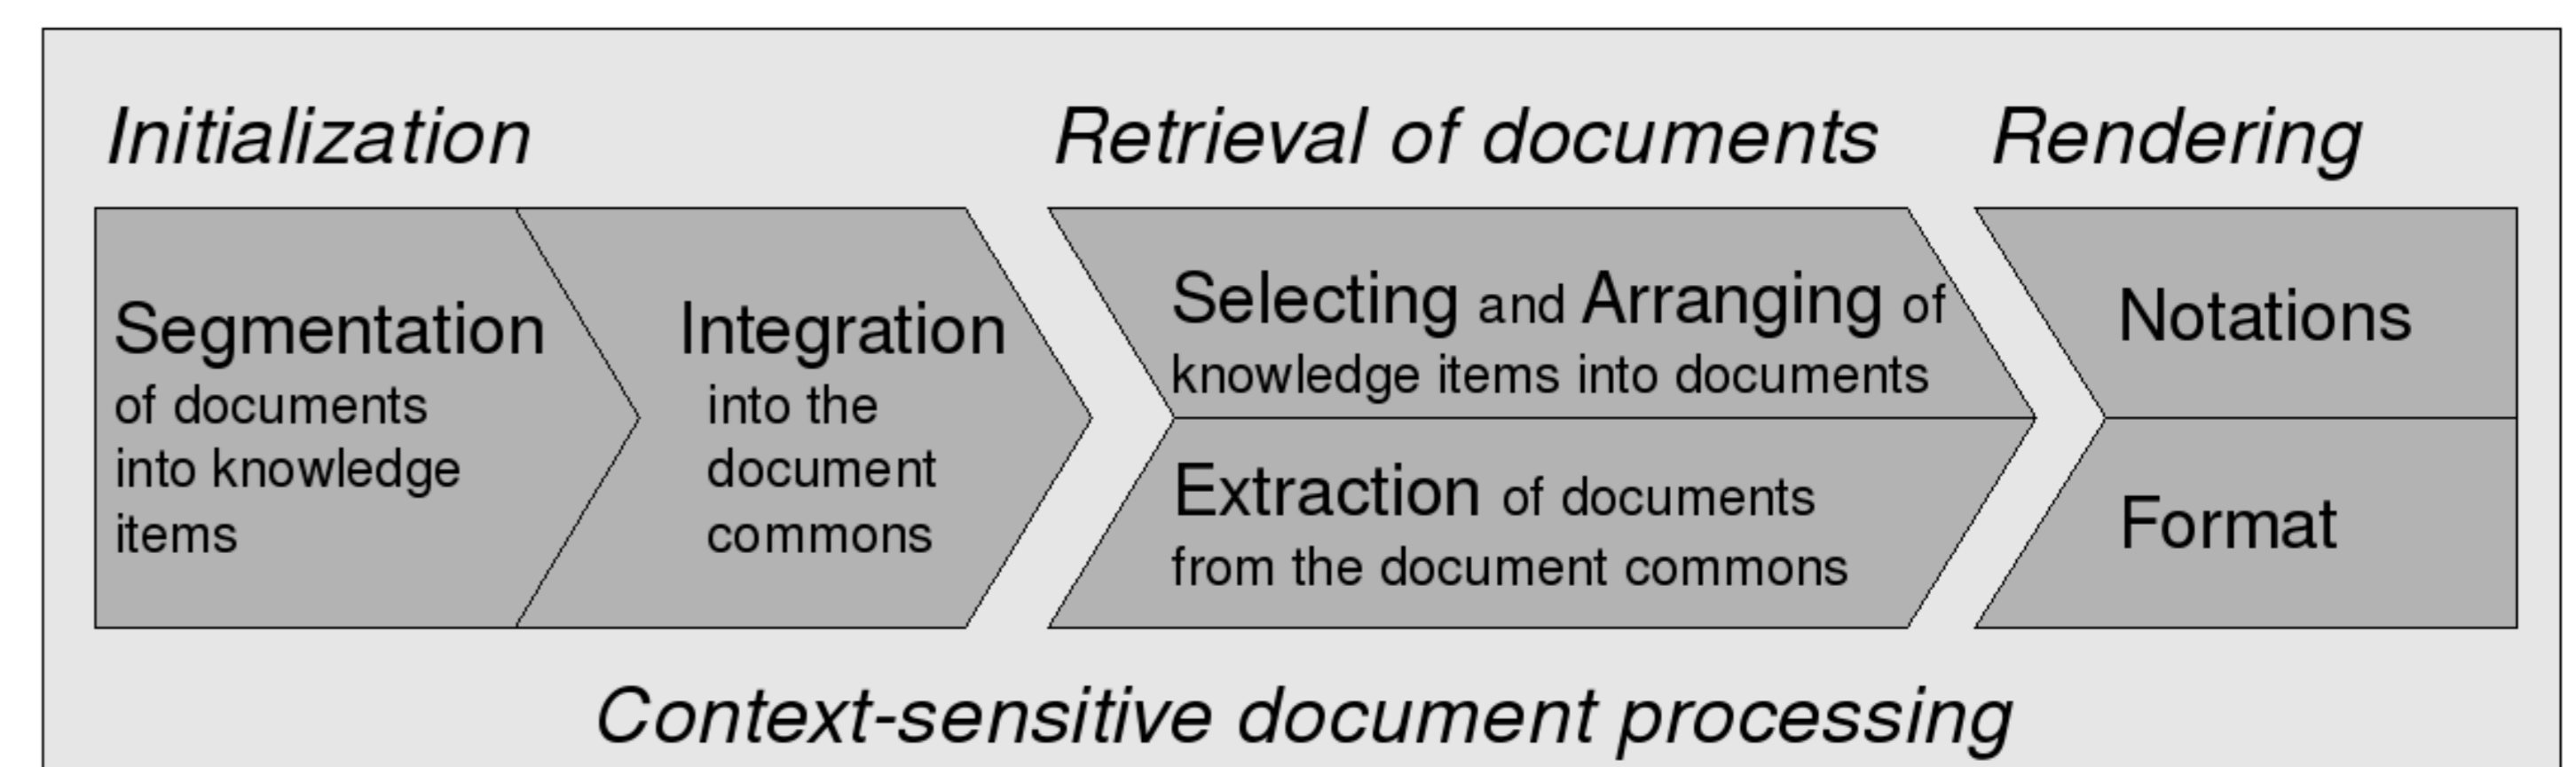 Initialization
Retrieval of documents
Rendering
Segmentation
of documents
into knowledge
items
Integration
into the
document
commons
Selecting and Arranging of
knowledge items into documents
Extraction of documents
from the document commons
Notations
Format
Context-sensitive document processing